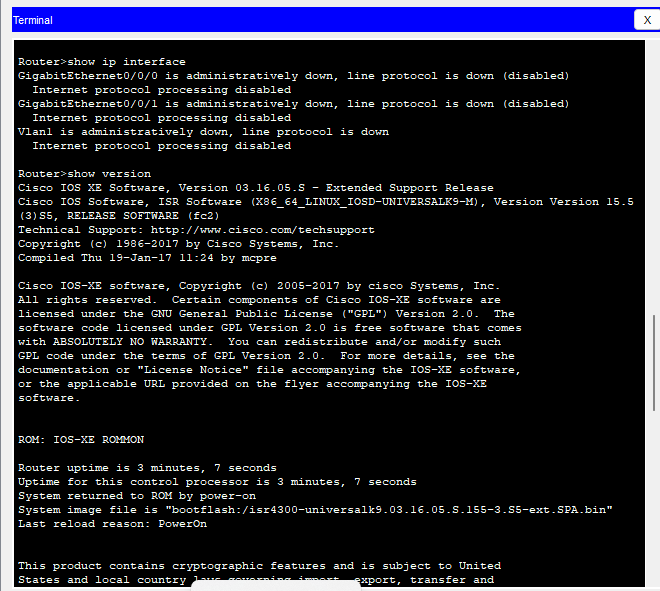 Terminal
X
Router>show ip interface
GigabitEthernet0/0/0 is administratively down, line protocol is down (disabled)
  Internet protocol processing disabled
GigabitEthernet0/0/1 is administratively down, line protocol is down (disabled)
  Internet protocol processing disabled
Vlan1 is administratively down, line protocol is down
  Internet protocol processing disabled
Router>show version
Cisco IOS XE Software, Version 03.16.05.S - Extended Support Release
Cisco IOS Software, ISR Software (X86_64_LINUX_IOSD-UNIVERSALK9-M), Version Version 15.5
(3)S5, RELEASE SOFTWARE (fc2)
Technical Support: http://www.cisco.com/techsupport
Copyright (c) 1986-2017 by Cisco Systems, Inc.
Compiled Thu 19-Jan-17 11:24 by mcpre
Cisco IOS-XE software, Copyright (c) 2005-2017 by cisco Systems, Inc.
All rights reserved.  Certain components of Cisco IOS-XE software are
licensed under the GNU General Public License ("GPL") Version 2.0.  The
software code licensed under GPL Version 2.0 is free software that comes
with ABSOLUTELY NO WARRANTY.  You can redistribute and/or modify such
GPL code under the terms of GPL Version 2.0.  For more details, see the
documentation or "License Notice" file accompanying the IOS-XE software,
or the applicable URL provided on the flyer accompanying the IOS-XE
software.
ROM: IOS-XE ROMMON
Router uptime is 3 minutes, 7 seconds
Uptime for this control processor is 3 minutes, 7 seconds
System returned to ROM by power-on
System image file is "bootflash:/isr4300-universalk9.03.16.05.S.155-3.S5-ext.SPA.bin"
Last reload reason: PowerOn
This product contains cryptographic features and is subject to United
States and local country laws governing import, export, transfer and